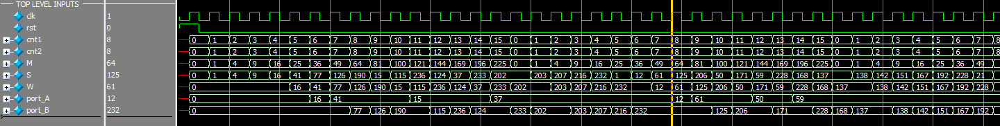 TOP LEVEL INPUTS
clk 1
rst 0
cnt1 8 0 1 2 3 4 5 6 7 8 9 10 11 12 13 14 15 0 1 2 3 4 5 6 7 8 9 10 11 12 13 14 15 0 1 2 3 4 5 6 7 8
cnt2 8 0 1 2 3 4 5 6 7 8 9 10 11 12 13 14 15 0 1 2 3 4 5 6 7 8 9 10 11 12 13 14 15 0 1 2 3 4 5 6 7 8
M 64 0 1 4 9 16 25 36 49 64 81 100 121 144 169 196 225 0 1 4 9 16 25 36 49 64 81 100 121 144 169 196 225 0 1 4 9 16 25 36 49
S 125 0 1 4 9 16 41 77 126 190 15 115 236 124 37 233 202 203 207 216 232 1 12 61 125 206 50 171 59 228 168 137 138 142 151 167 192 228 21
W 61 0 16 41 77 126 190 15 115 236 124 37 233 202 203 207 216 232 12 61 125 206 50 171 59 228 168 137 138 142 151 167 192 228
port_A 12 0 16 41 15 37 12 61 50 59
port_B 232 0 77 126 190 115 236 124 233 202 203 207 216 232 125 206 171 228 168 137 138 142 151 167 192